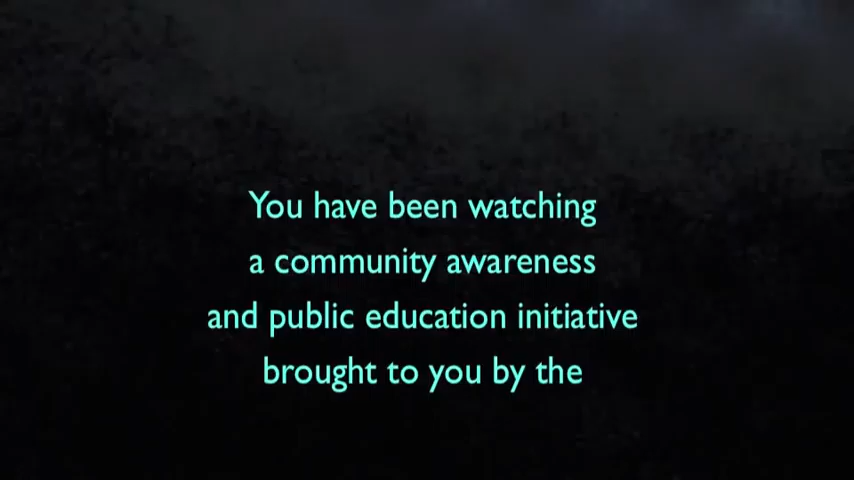 You have been watching
a community awareness
and public education initiative
brought to you by the